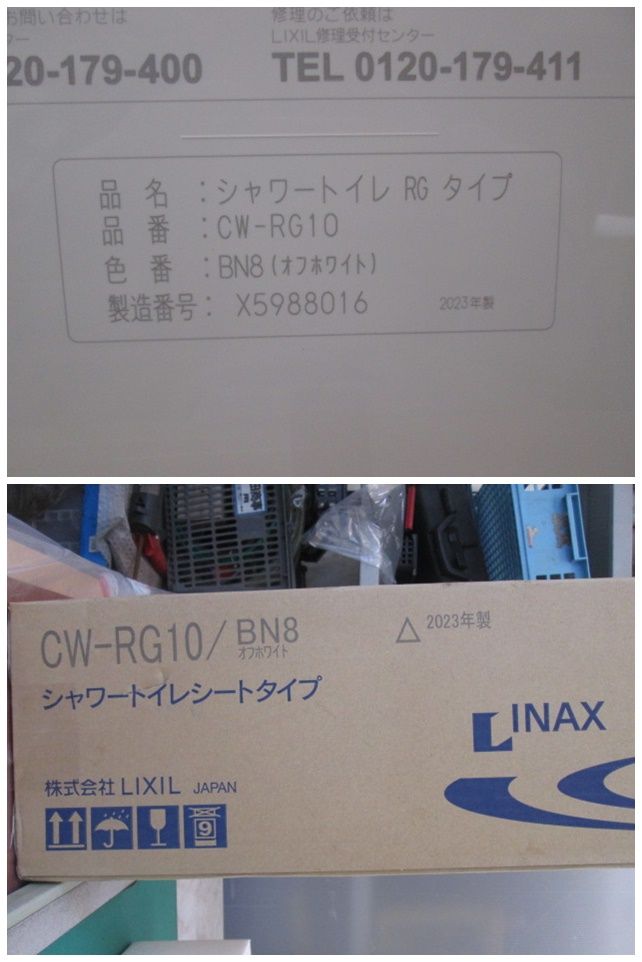 お問い合わせは
修理のご依頼は
LIXIL修理受付センター
20-179-400
TEL 0120-179-411
品 名 :シャワートイレ RG タイプ
品 番 :CW-RG10
色 番 :BN8(オフホワイト)
製造番号: X5988016 2023年製
CW-RG10/BN8
オフホワイト
△ 2023年製
シャワートイレシートタイプ
INAX
株式会社 LIXIL JAPAN
9